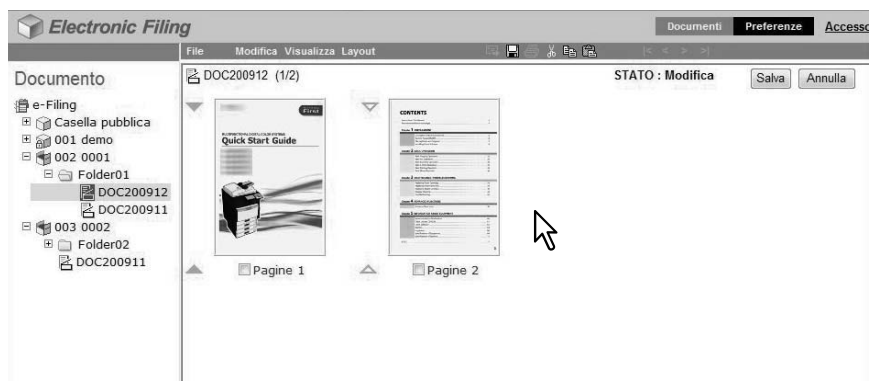 Electronic Filing
Documenti Preferenze Accesso
File Modifica Visualizza Layout
Documento
DOC200912 (1/2) STATO : Modifica Salva Annulla
e-Filing
Casella pubblica
001 demo
002 0001
Folder01
DOC200912
DOC200911
003 0002
Folder02
DOC200911
First
Quick Start Guide
Pagine 1
CONTENTS
Pagine 2